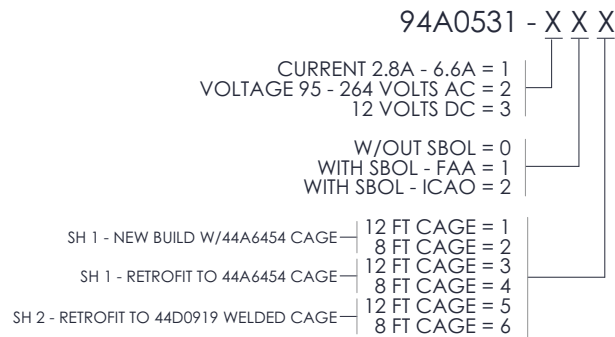 94A0531 - X X X
CURRENT 2.8A - 6.6A = 1
VOLTAGE 95 - 264 VOLTS AC = 2
12 VOLTS DC = 3
W/OUT SBOL = 0
WITH SBOL - FAA = 1
WITH SBOL - ICAO = 2
SH 1 - NEW BUILD W/44A6454 CAGE
12 FT CAGE = 1
8 FT CAGE = 2
SH 1 - RETROFIT TO 44A6454 CAGE
12 FT CAGE = 3
8 FT CAGE = 4
SH 2 - RETROFIT TO 44D0919 WELDED CAGE
12 FT CAGE = 5
8 FT CAGE = 6